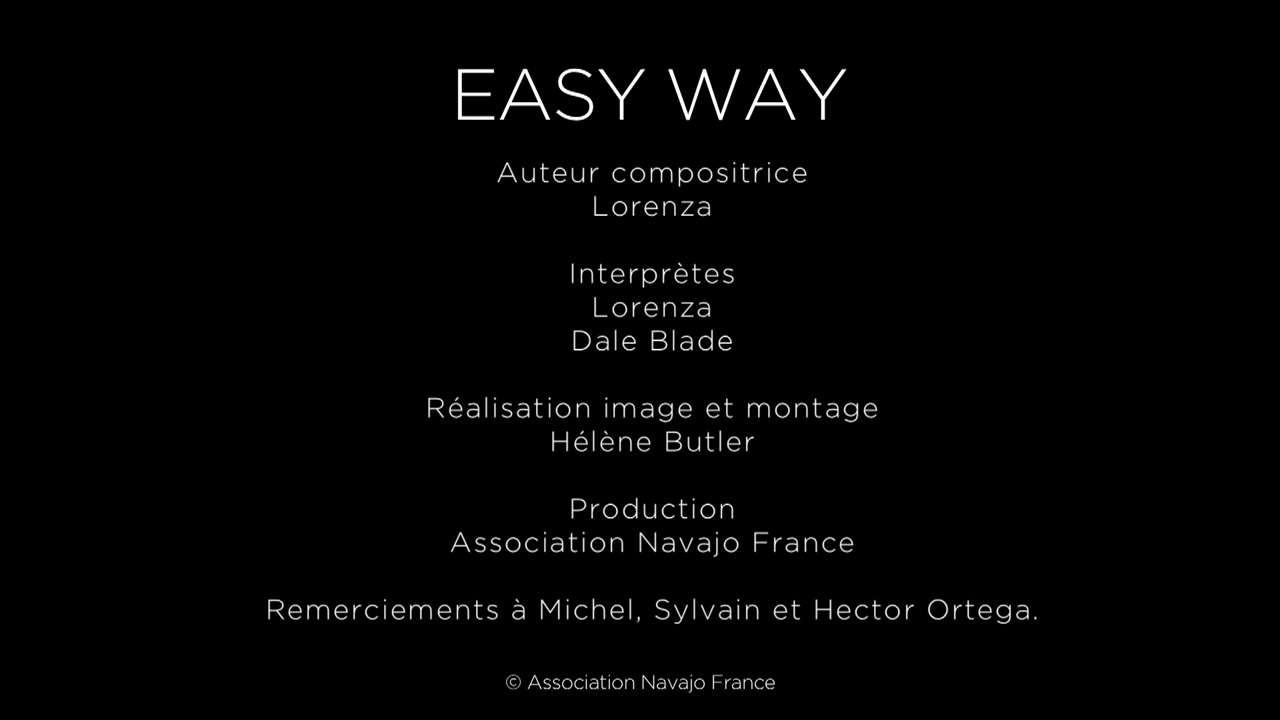 EASY WAY
Auteur compositrice
Lorenza
Interprètes
Lorenza
Dale Blade
Réalisation image et montage
Hélène Butler
Production
Association Navajo France
Remerciements à Michel, Sylvain et Hector Ortega.
© Association Navajo France